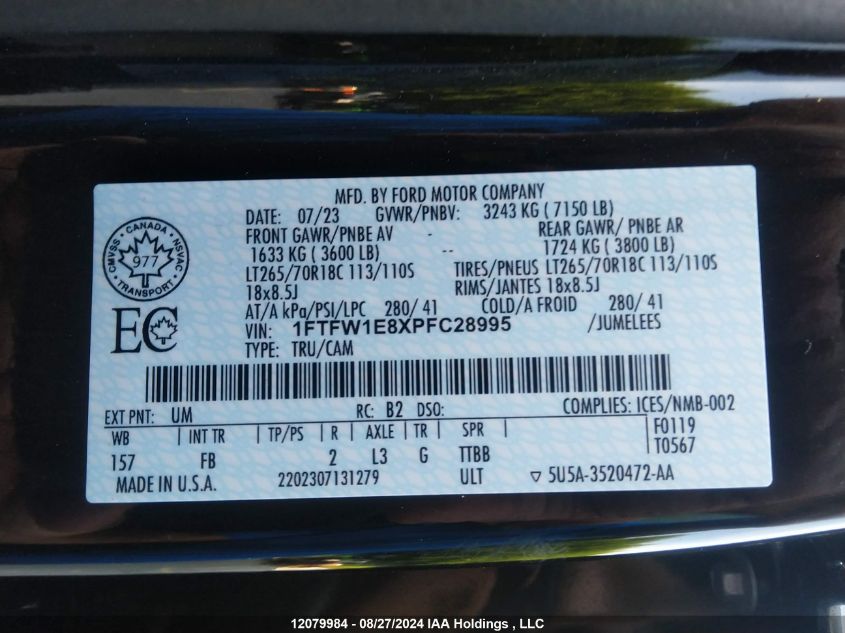 MFD. BY FORD MOTOR COMPANY
DATE: 07/23 GVWR/PNBV: 3243 KG ( 7150 LB)
FRONT GAWR/PNBE AV - REAR GAWR/ PNBE AR
1633 KG ( 3600 LB) -- 1724 KG ( 3800 LB)
LT265/70R18C 113/110S TIRES/PNEUS LT265/70R18C 113/110S
18x8.5J RIMS/JANTES 18x8.5J
AT/A kPa/PSI/LPC 280/ 41 COLD/A FROID 280/ 41
VIN: 1FTFW1E8XPFC28995 /JUMELEES
TYPE: TRU/CAM
CANADA
CMVSS NSVAC
977
TRANSPORT
EC
EXT PNT: UM RC: B2 DSO: COMPLIES: ICES/NMB-002
WB INT TR TP/PS R AXLE TR SPR F0119
157 FB 2 L3 G TTBB T0567
MADE IN U.S.A. 2202307131279 ULT ▽ 5U5A-3520472-AA
12079984 - 08/27/2024 IAA Holdings , LLC